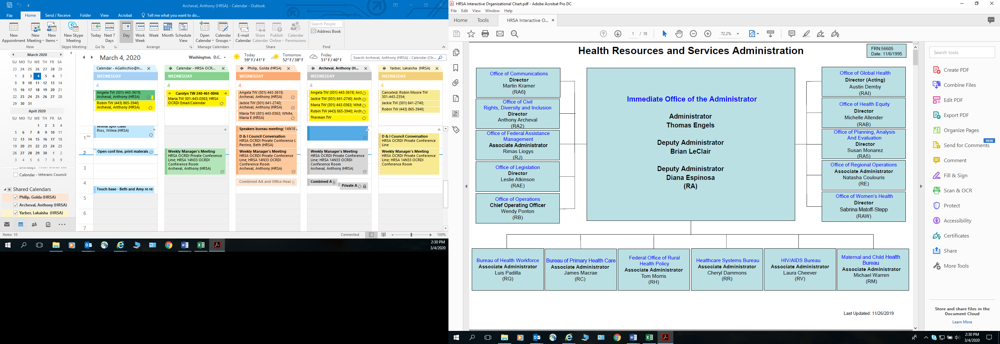 Archeval, Anthony (HRSA) - Calendar - Outlook
File Home Send / Receive Folder View Acrobat Tell me what you want to do...
New Appointment
New Meeting
New Items
New Skype Meeting
Today
Next 7 Days
Day
Work Week
Week
Month
Schedule View
Open Calendar
Calendar Groups
E-mail Calendar
Share Calendar
Publish Online
Calendar Permissions
Search People
Address Book
New
Skype Meeting
Go To
Arrange
Manage Calendars
Share
Find
March 2020
SU MO TU WE TH FR SA
23 24 25 26 27 28 29
1 2 3 4 5 6 7
8 9 10 11 12 13 14
15 16 17 18 19 20 21
22 23 24 25 26 27 28
29 30 31
April 2020
SU MO TU WE TH FR SA
1 2 3 4
5 6 7 8 9 10 11
12 13 14 15 16 17 18
19 20 21 22 23 24 25
26 27 28 29 30 1 2
3 4 5 6 7 8 9
Calendar - Veterans Council
Shared Calendars
Philip, Golda (HRSA)
Archeval, Anthony (HRSA)
Yarber, Lakaisha (HRSA)
Items: 10
March 4, 2020
Washington, D.C.
Today
59° F / 41° F
Tomorrow
52° F / 38° F
Friday
51° F / 40° F
Search Archeval, Anthony (HRSA) - Calendar (Ctr...
1 PM
2
3
4
5
6
7
Calendar - AGallicchio@h...
WEDNESDAY
4
Angela TW (301) 443-3619;
Archeval, Anthony (HRSA)
Robin TW (443) 865-3940;
Archeval, Anthony (HRSA)
Wilma Spin Class
Rios, Wilma (HRSA)
Open conf line, print materals
Touch base - Beth and Amy re re:
Calendar - HRSA OCR...
WEDNESDAY
4
Carolyn TW 240-461-0046
Maria TW 301-443-0363; HRSA
OCRDI Email/Calendar
Weekly Manager's Meeting
HRSA OCRDI Private Conference
Line; HRSA 14N33 OCRDI
Conference Room
Archeval, Anthony (HRSA)
Philip, Golda (HRSA)
WEDNESDAY
4
Angela TW (301) 443-3619;
Archeval, Anthony (HRSA)
Jackie TW (301) 641-2740;
Archeval, Anthony (HRSA)
Maria TW (301) 443-0363; White,
Maria E (HRSA)
Speakers bureau meeting; 14N18
D & I Council Conversation
HRSA OCRDI Private Conference L
Perrine, Beth (HRSA)
Weekly Manager's Meeting
HRSA OCRDI Private Conference
Line; HRSA 14N33 OCRDI
Conference Room
Archeval, Anthony (HRSA)
Combined AA and Office Head
Archeval, Anthony (H...
WEDNESDAY
4
Angela TW (301) 443-3619; Arcl
Jackie TW (301) 641-2740; Arch
Maria TW (301) 443-0363; Whit
Robin TW (443) 865-3940; Arch
Therman TW
Weekly Manager's Meeting
HRSA OCRDI Private Conference
Line; HRSA 14N33 OCRDI
Conference Room
Archeval, Anthony (HRSA)
Combined A
Private A
Yarber, Lakaisha (HRSA)
WEDNESDAY
4
Canceled: Robin Moore TW
301-443-2354;
Jackie TW (301) 641-2740;
Robin TW (443) 865-3940;
D & I Council Conversation
HRSA OCRDI Private Conference
Line
Weekly Manager's Meeting
HRSA OCRDI Private Conference
Line; HRSA 14N33 OCRDI
Conference Room
Connected
100%
2:30 PM
3/4/2020
HRSA Interactive Organizational Chart.pdf - Adobe Acrobat Pro DC
File Edit View Window Help
Home Tools HRSA Interactive O...
1 / 18
72.2%
Health Resources and Services Administration
FRN:56605
Date: 11/6/1995
Office of Communications
Director
Martin Kramer
(RA6)
Office of Civil
Rights, Diversity and Inclusion
Director
Anthony Archeval
(RA2)
Office of Federal Assistance
Management
Associate Administrator
Rimas Liogys
(RJ)
Office of Legislation
Director
Leslie Atkinson
(RAE)
Office of Operations
Chief Operating Officer
Wendy Ponton
(RB)
Immediate Office of the Administrator
Administrator
Thomas Engels
Deputy Administrator
Brian LeClair
Deputy Administrator
Diana Espinosa
(RA)
Office of Global Health
Director (Acting)
Austin Demby
(RAI)
Office of Health Equity
Director
Michelle Allender
(RAB)
Office of Planning, Analysis
And Evaluation
Director
Susan Monarez
(RA5)
Office of Regional Operations
Associate Administrator
Natasha Coulouris
(RE)
Office of Women's Health
Director
Sabrina Matoff-Stepp
(RAW)
Bureau of Health Workforce
Associate Administrator
Luis Padilla
(RQ)
Bureau of Primary Health Care
Associate Administrator
James Macrae
(RC)
Federal Office of Rural
Health Policy
Associate Administrator
Tom Morris
(RH)
Healthcare Systems Bureau
Associate Administrator
Cheryl Dammons
(RR)
HIV/AIDS Bureau
Associate Administrator
Laura Cheever
(RV)
Maternal and Child Health
Bureau
Associate Administrator
Michael Warren
(RM)
Last Updated: 11/26/2019
Search tools
Create PDF
Combine Files
Edit PDF
Export PDF
Organize Pages
NEW
Send for Comments
Comment
Fill & Sign
Scan & OCR
Protect
Accessibility
Certificates
Share
More Tools
Store and share files in the
Document Cloud
Learn More
2:30 PM
3/4/2020